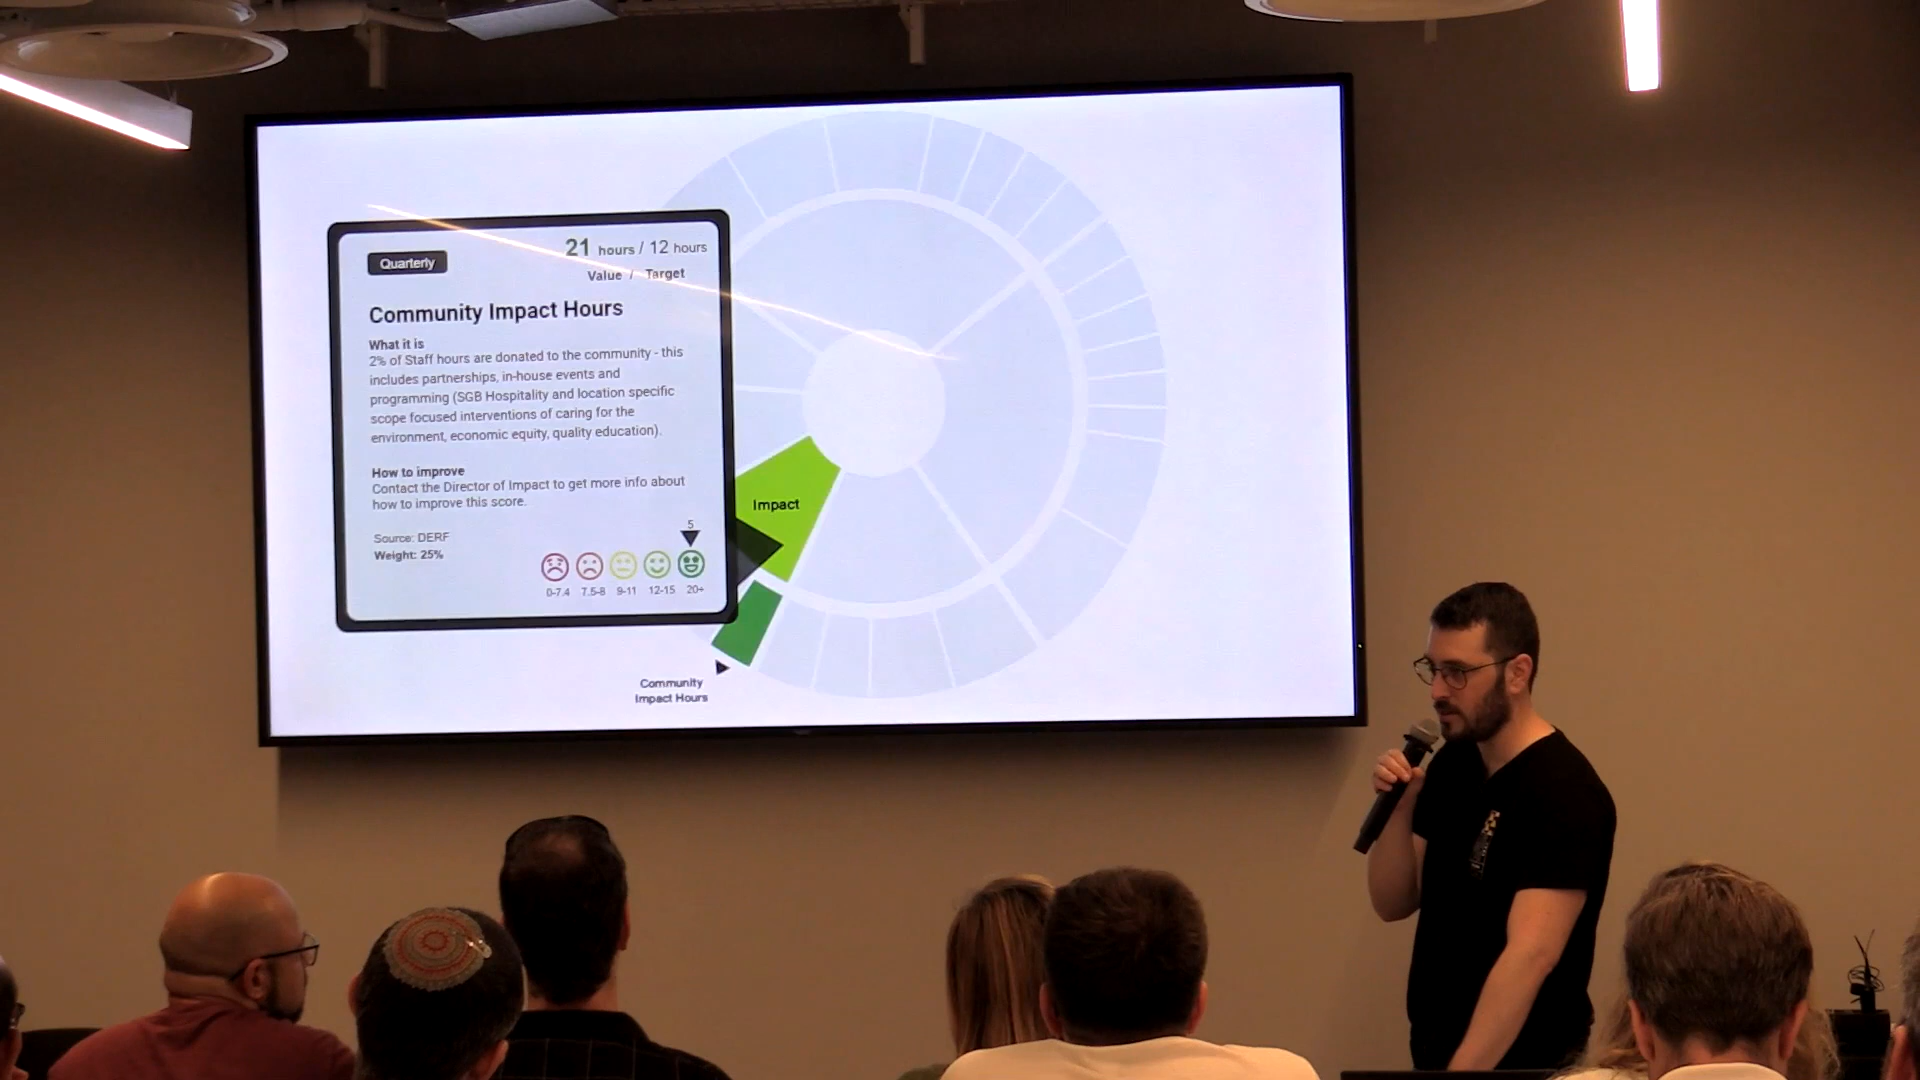 Quarterly
21 hours / 12 hours
Value / Target
Community Impact Hours
What it is
2% of Staff hours are donated to the community - this
includes partnerships, in-house events and
programming (SGB Hospitality and location specific
scope focused interventions of caring for the
environment, economic equity, quality education).
How to improve
Contact the Director of Impact to get more info about
how to improve this score.
Source: DERF
Weight: 25%
5
0-7.4 7.5-8 9-11 12-15 20+
Impact
Community
Impact Hours